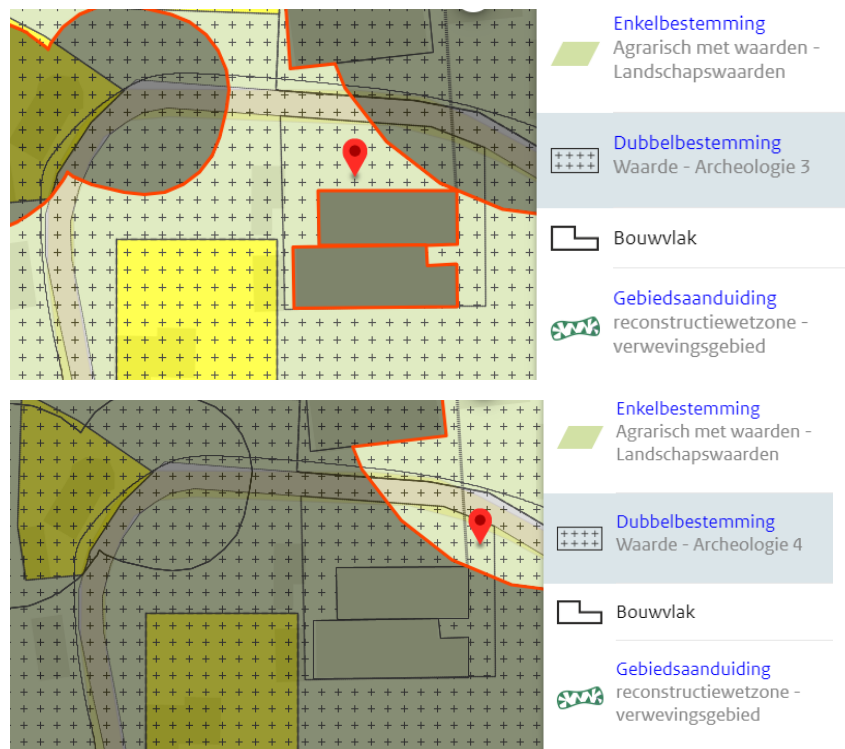 Enkelbestemming
Agrarisch met waarden -
Landschapswaarden
Dubbelbestemming
Waarde - Archeologie 3
Bouwvlak
Gebiedsaanduiding
reconstructiewetzone -
verwevingsgebied
Enkelbestemming
Agrarisch met waarden -
Landschapswaarden
Dubbelbestemming
Waarde - Archeologie 4
Bouwvlak
Gebiedsaanduiding
reconstructiewetzone -
verwevingsgebied